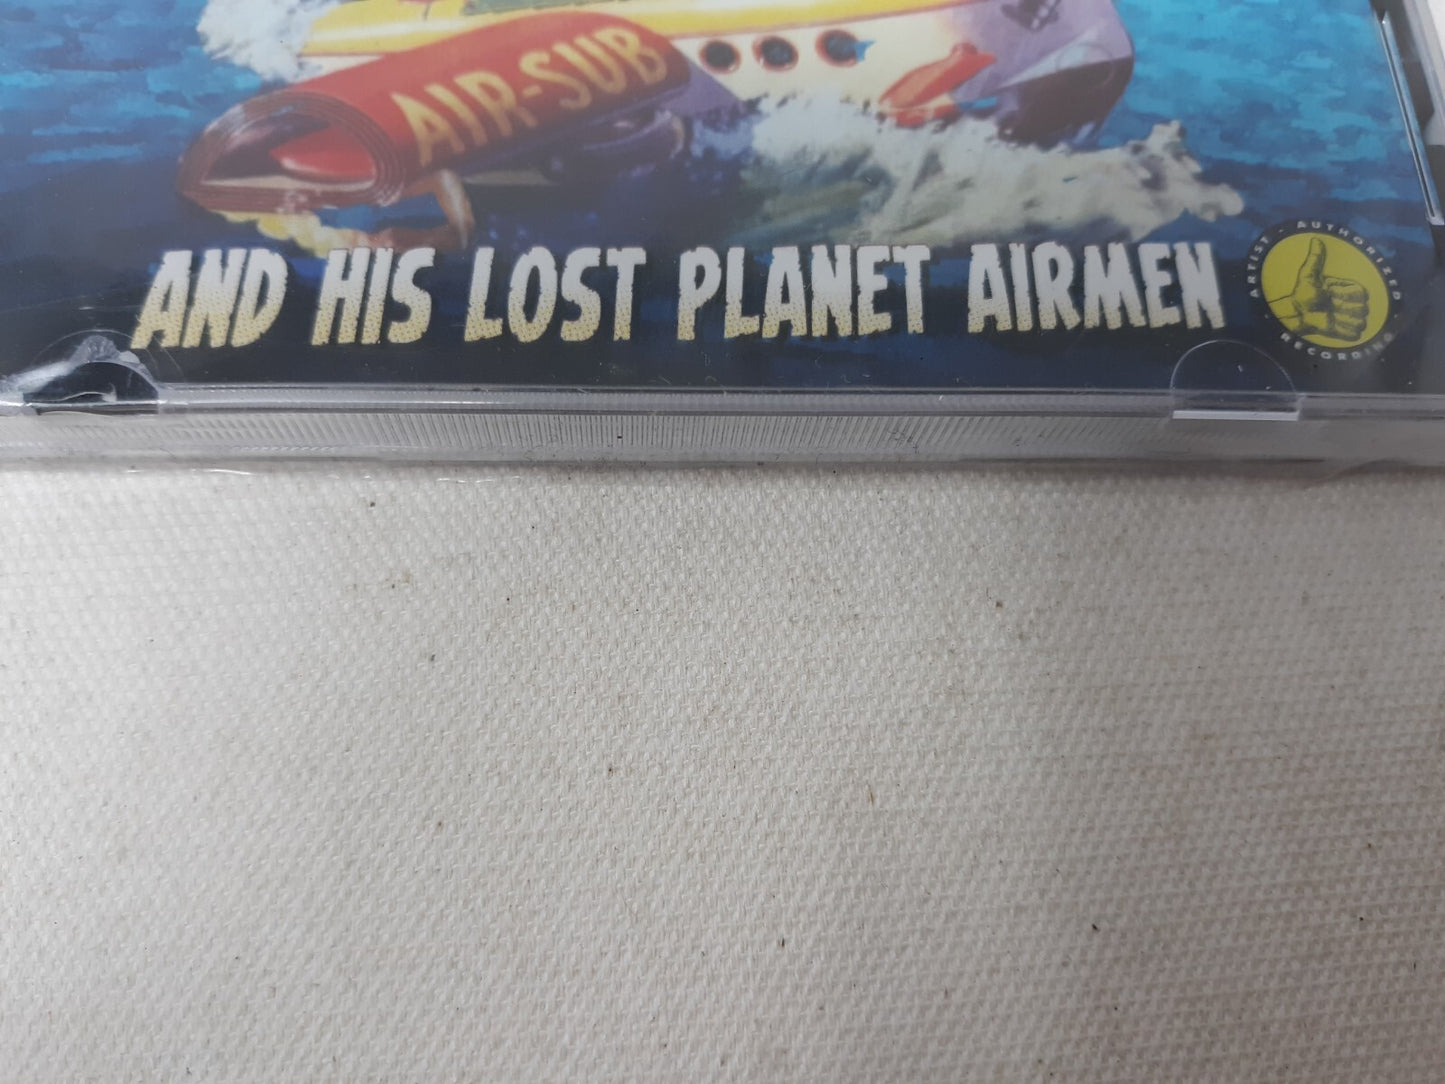 AIR-SUB
AND HIS LOST PLANET AIRMEN
ARTIST - AUTHORIZED
RECORDING